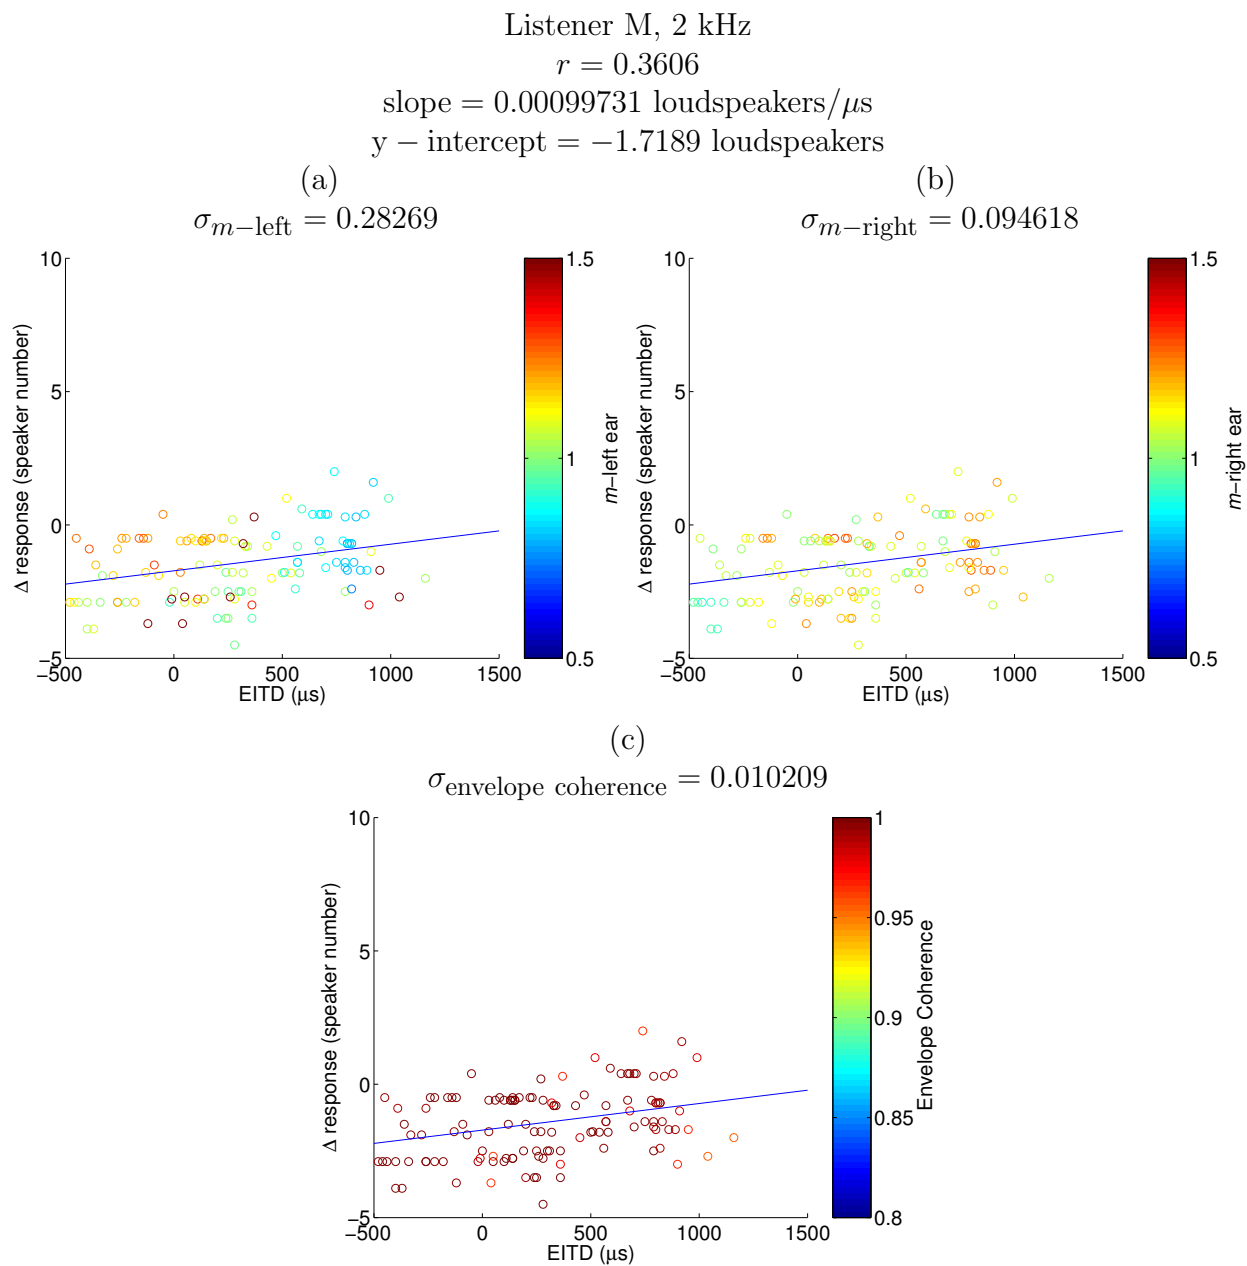 Listener M, 2 kHz
r = 0.3606
slope = 0.00099731 loudspeakers/μs
y − intercept = −1.7189 loudspeakers
(a)
σm−left = 0.28269
10
5
0
−5
−500
0
500
1000
1500
Δ response (speaker number)
EITD (μs)
1.5
1
0.5
m−left ear
(b)
σm−right = 0.094618
10
5
0
−5
−500
0
500
1000
1500
Δ response (speaker number)
EITD (μs)
1.5
1
0.5
m−right ear
(c)
σenvelope coherence = 0.010209
10
5
0
−5
−500
0
500
1000
1500
Δ response (speaker number)
EITD (μs)
1
0.95
0.9
0.85
0.8
Envelope Coherence